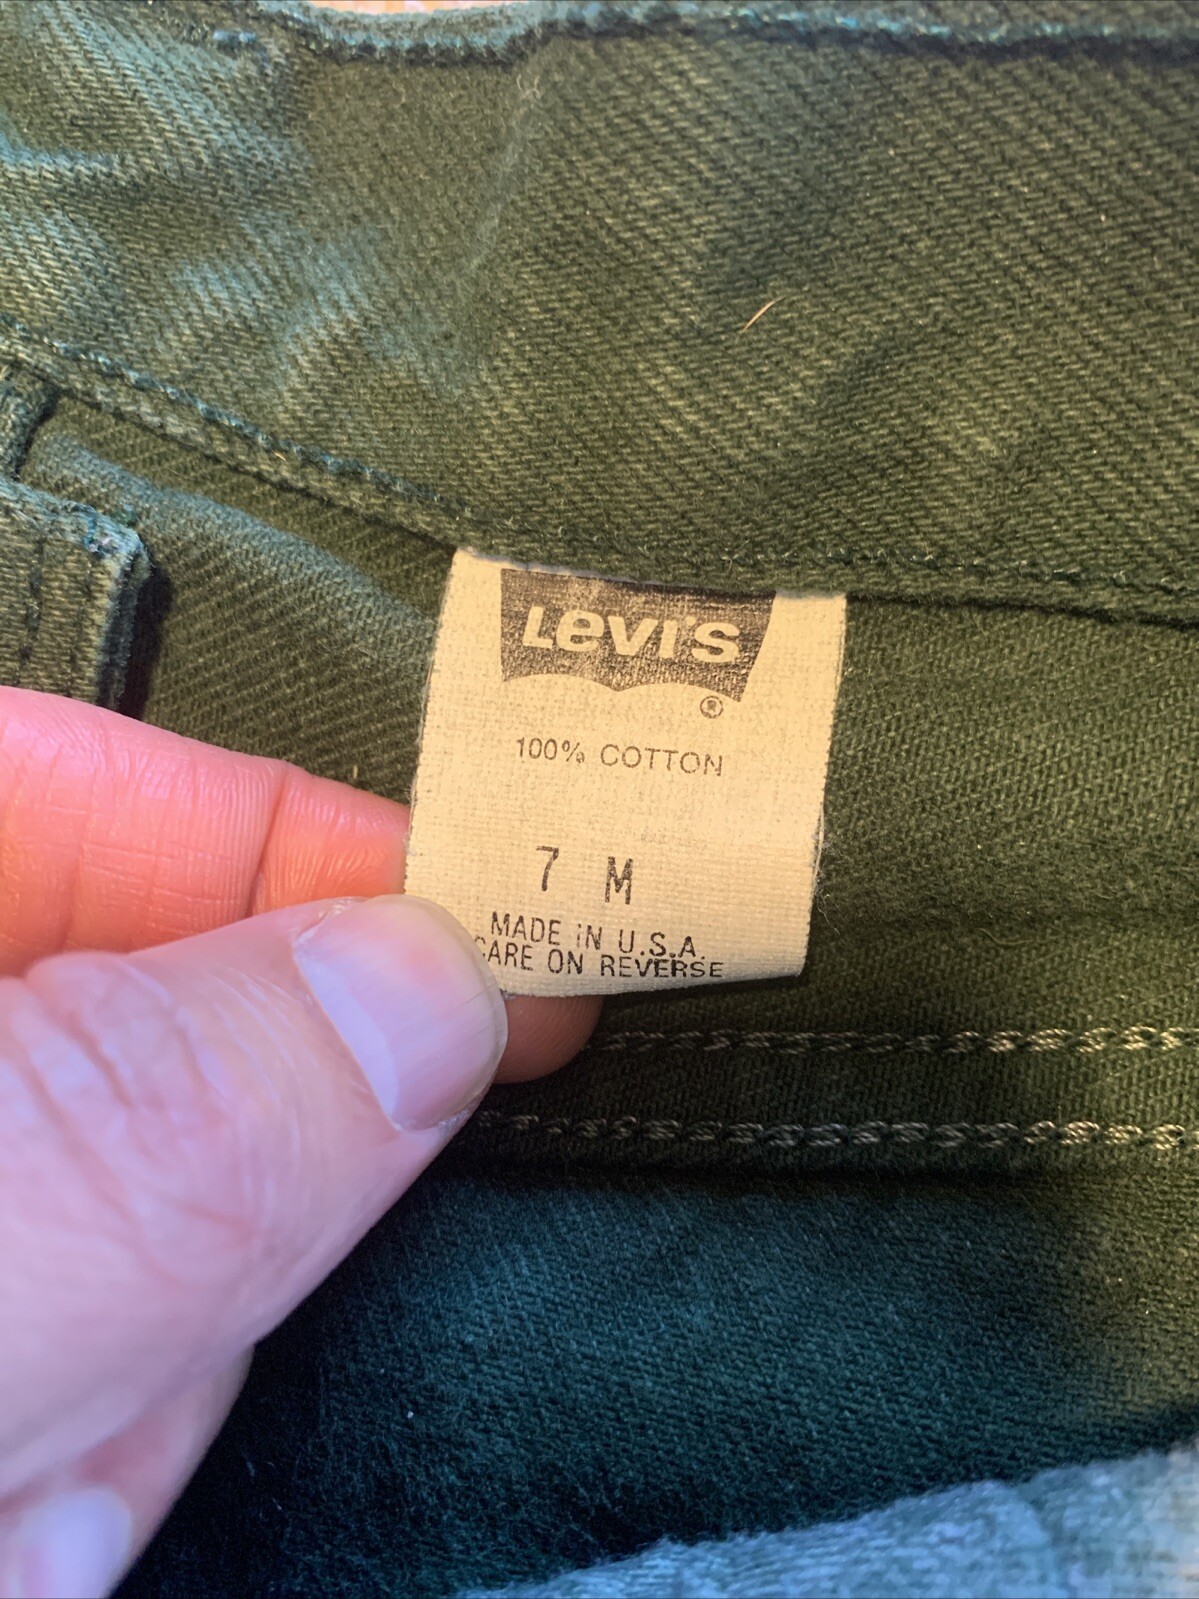 Levi's
®
100% COTTON
7 M
MADE IN U.S.A.
CARE ON REVERSE